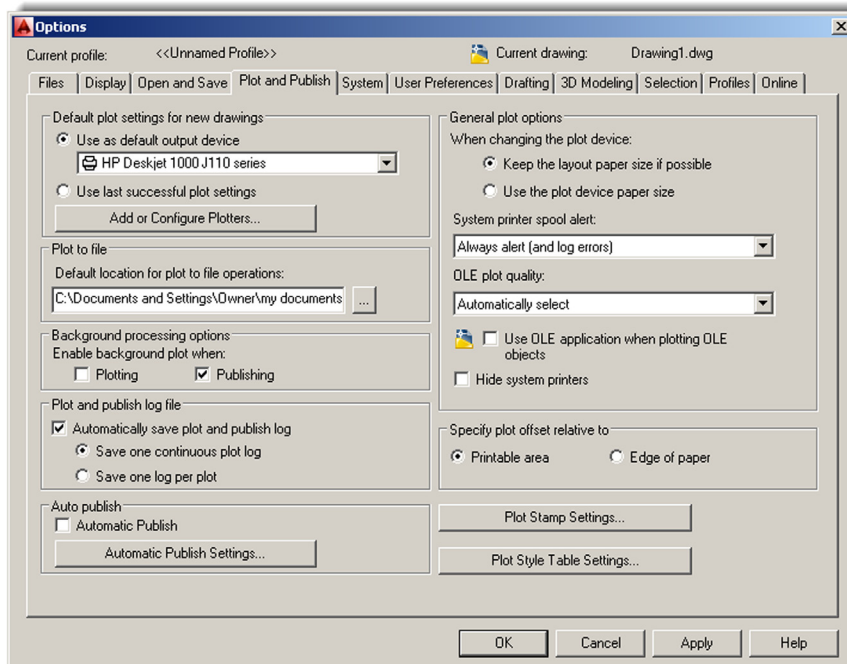 Options
Current profile: <<Unnamed Profile>> Current drawing: Drawing1.dwg
Files Display Open and Save Plot and Publish System User Preferences Drafting 3D Modeling Selection Profiles Online
Default plot settings for new drawings
Use as default output device
HP Deskjet 1000 J110 series
Use last successful plot settings
Add or Configure Plotters...
Plot to file
Default location for plot to file operations:
C:\Documents and Settings\Owner\my documents
...
Background processing options
Enable background plot when:
Plotting Publishing
Plot and publish log file
Automatically save plot and publish log
Save one continuous plot log
Save one log per plot
Auto publish
Automatic Publish
Automatic Publish Settings...
General plot options
When changing the plot device:
Keep the layout paper size if possible
Use the plot device paper size
System printer spool alert:
Always alert (and log errors)
OLE plot quality:
Automatically select
Use OLE application when plotting OLE
objects
Hide system printers
Specify plot offset relative to
Printable area Edge of paper
Plot Stamp Settings...
Plot Style Table Settings...
OK Cancel Apply Help